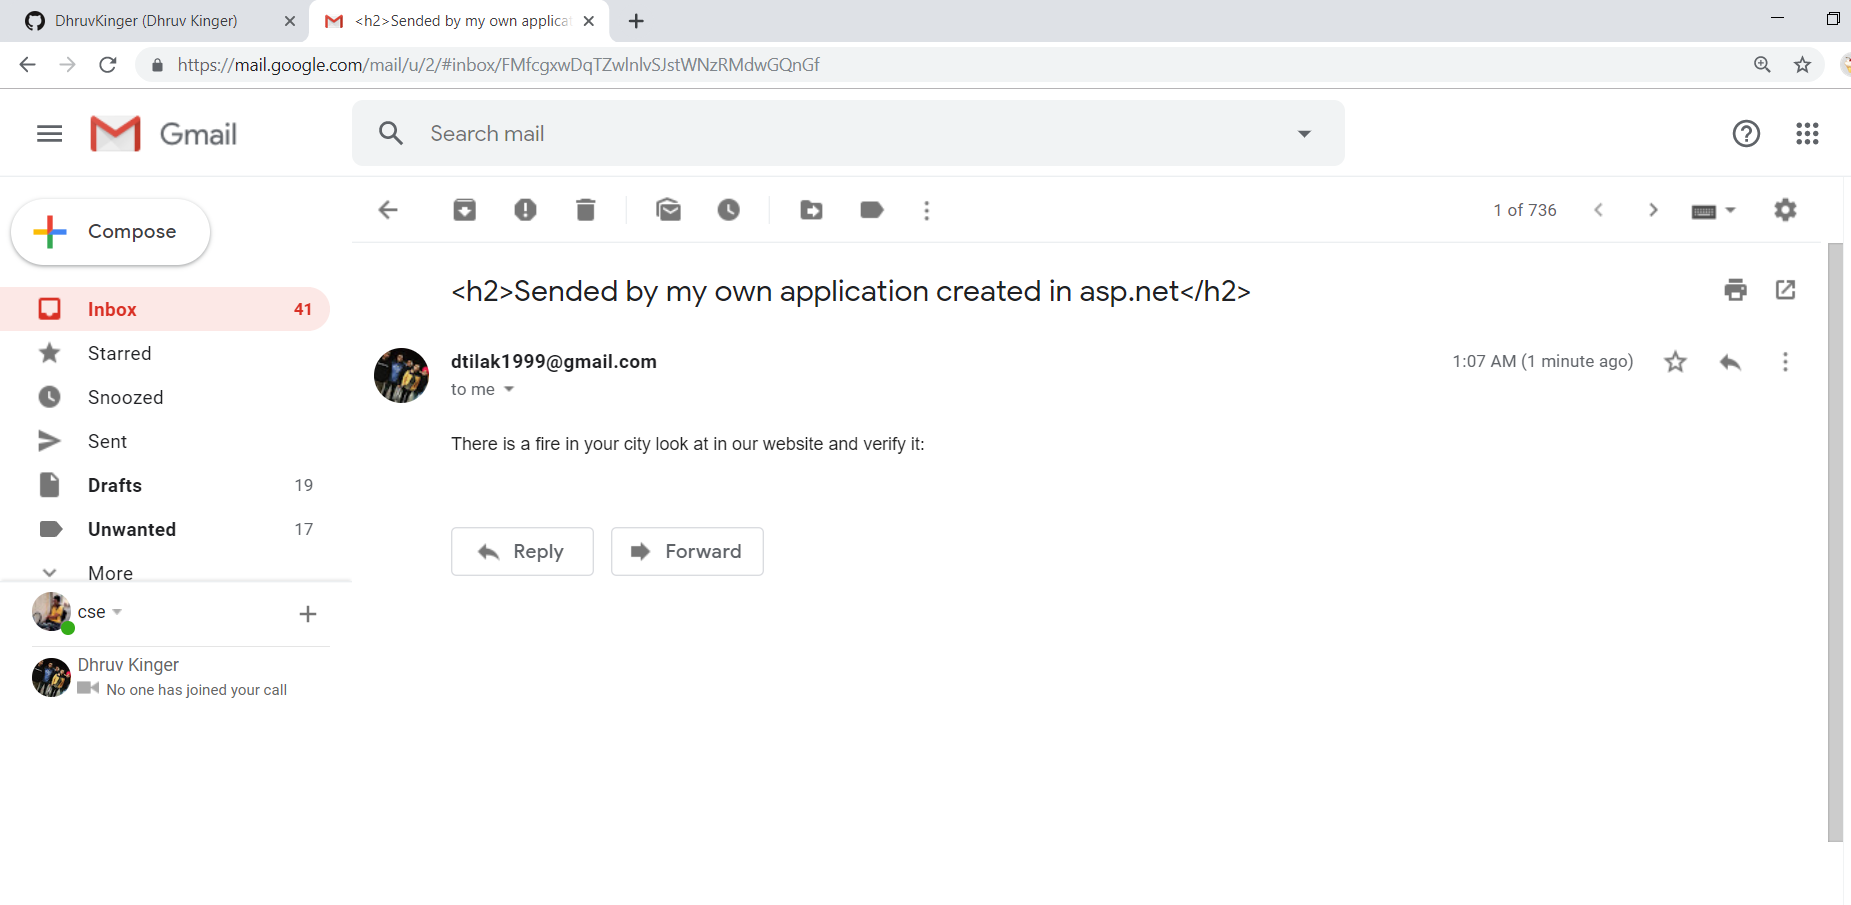 DhruvKinger (Dhruv Kinger)
<h2>Sended by my own applica
https://mail.google.com/mail/u/2/#inbox/FMfcgxwDqTZwlnlvSJstWNzRMdwGQnGf
Gmail
Search mail
Compose
1 of 736
<h2>Sended by my own application created in asp.net</h2>
Inbox 41
Starred
Snoozed
Sent
Drafts 19
Unwanted 17
More
dtilak1999@gmail.com
1:07 AM (1 minute ago)
to me
There is a fire in your city look at in our website and verify it:
Reply
Forward
cse
Dhruv Kinger
No one has joined your call